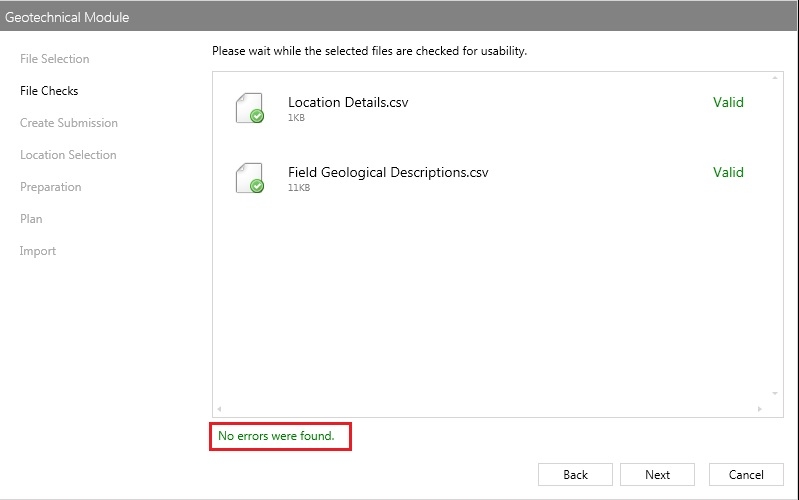 Geotechnical Module
File Selection
File Checks
Create Submission
Location Selection
Preparation
Plan
Import
Please wait while the selected files are checked for usability.
Location Details.csv
1KB
Valid
Field Geological Descriptions.csv
11KB
Valid
No errors were found.
Back
Next
Cancel